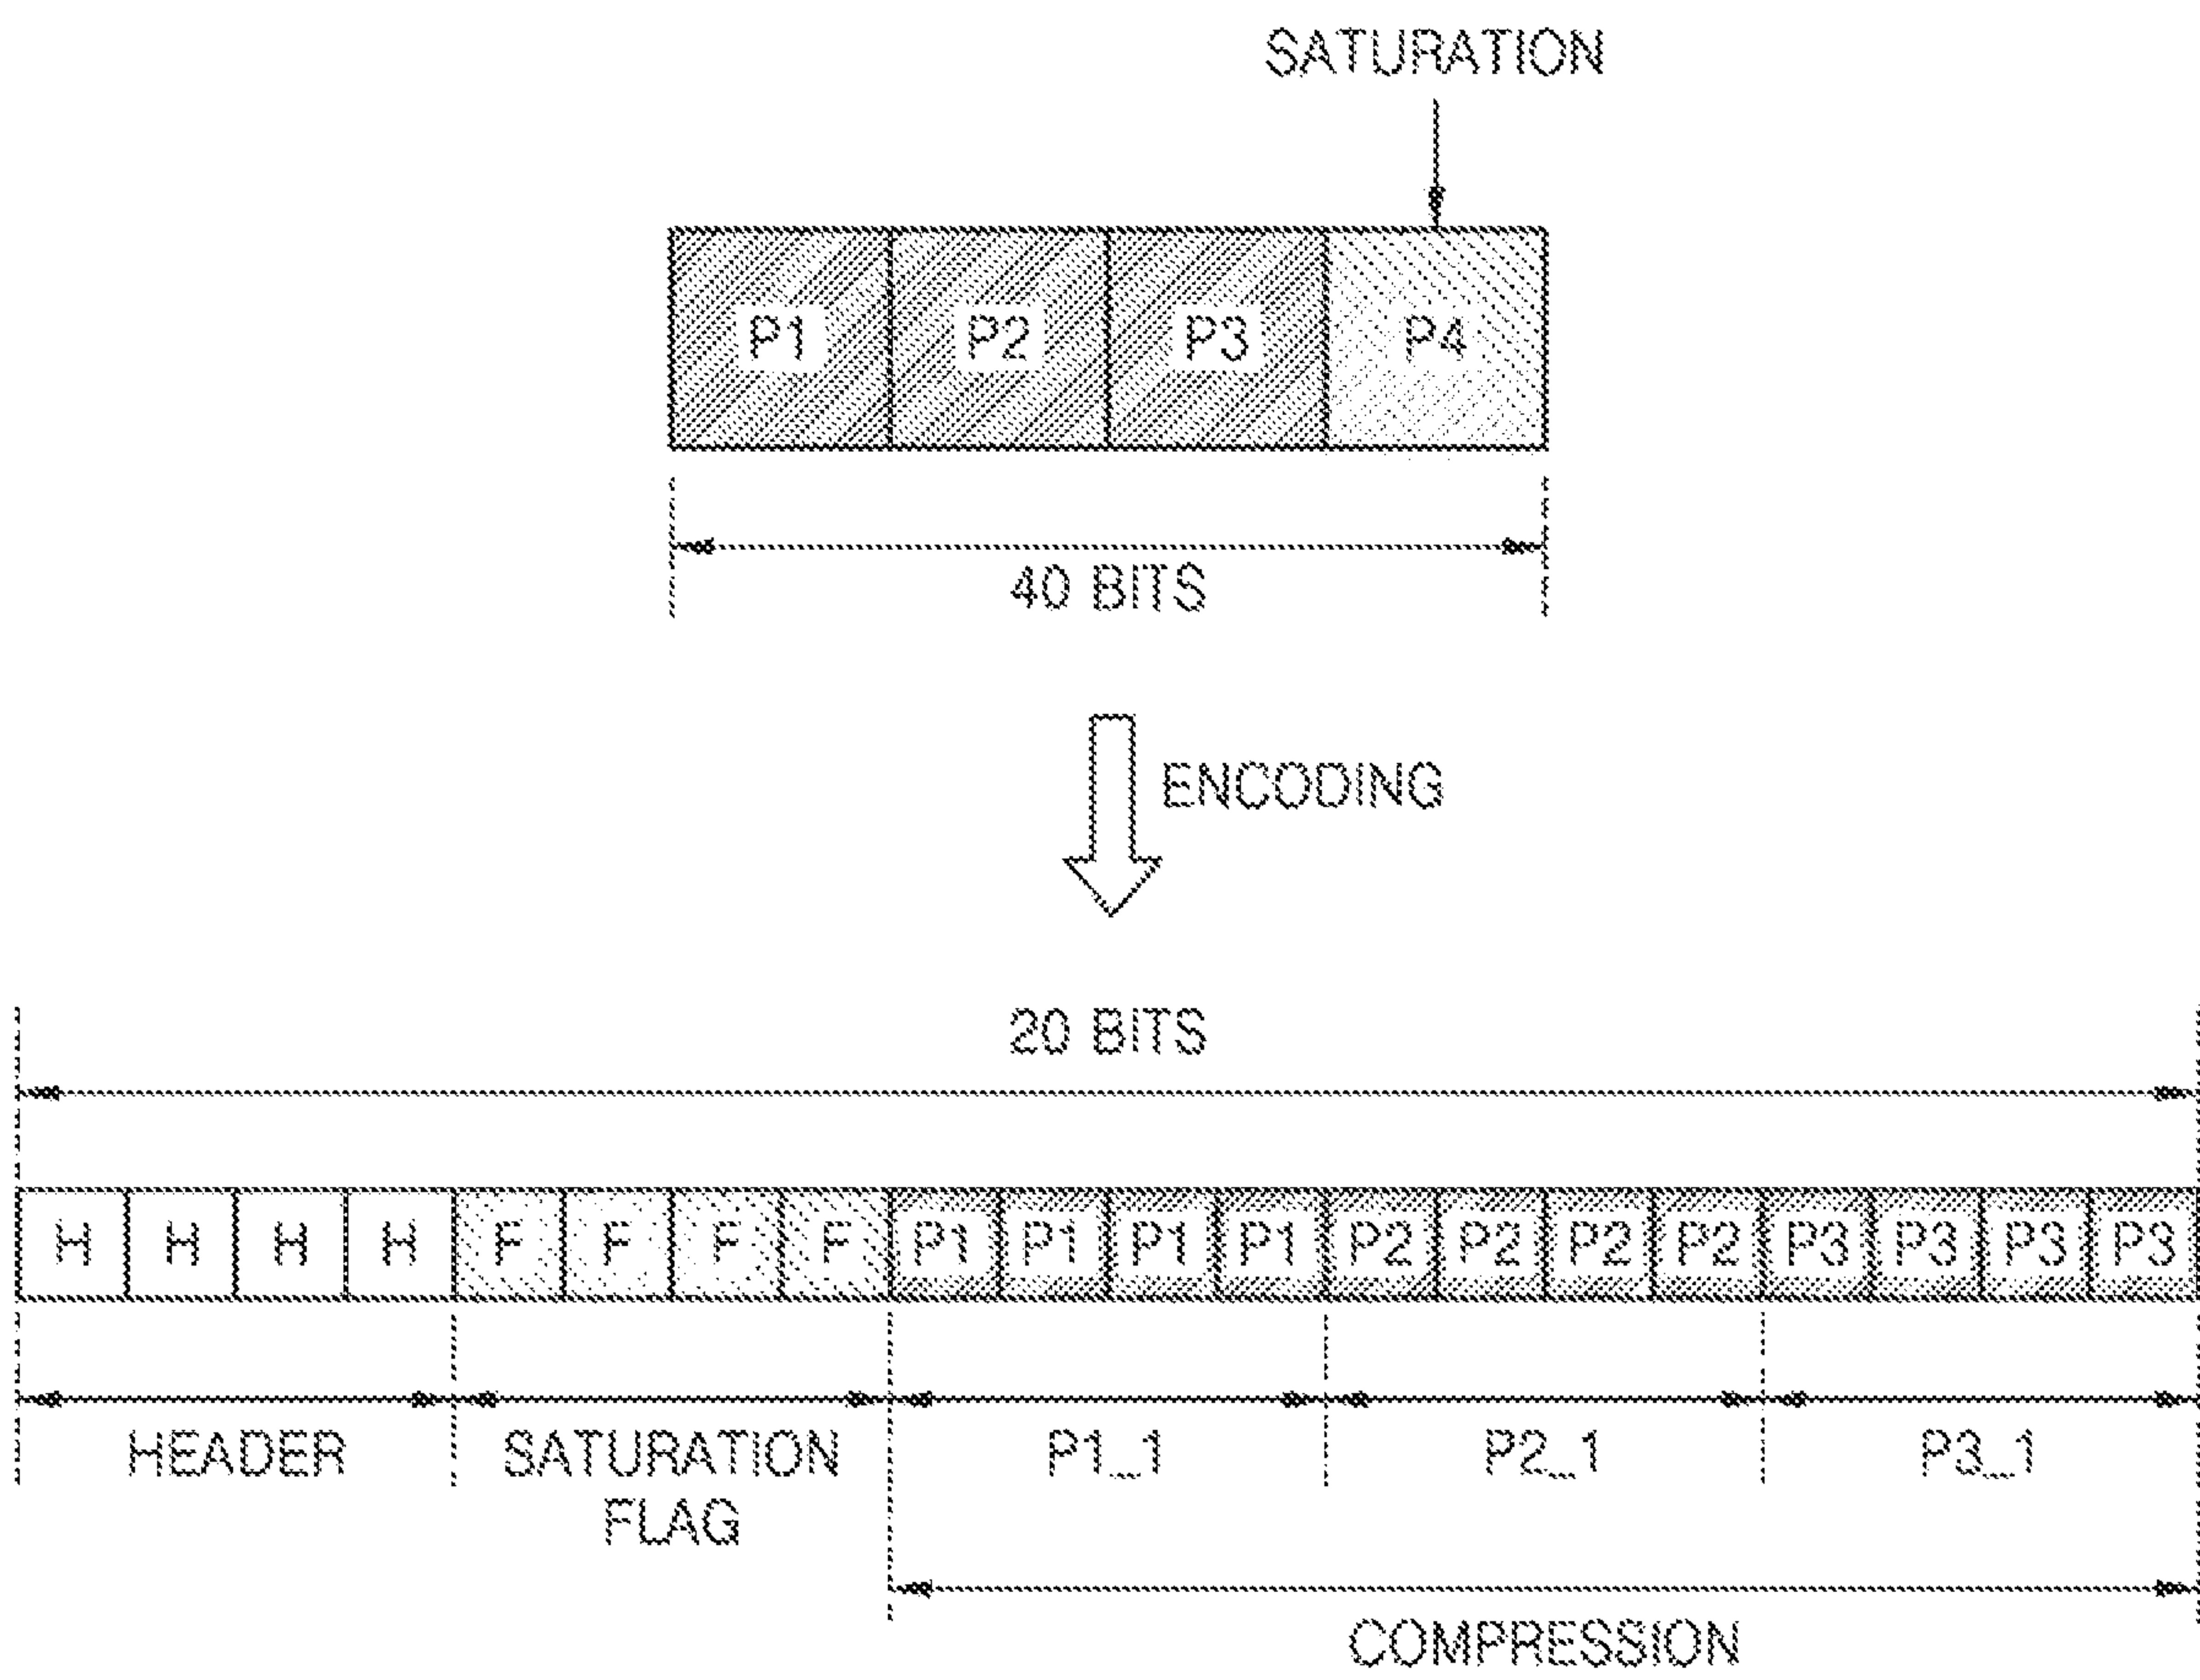 SATURATION
P1 P2 P3 P4
40 BITS
ENCODING
20 BITS
H H H H F F F F P1 P1 P1 P1 P2 P2 P2 P2 P3 P3 P3 P3
HEADER SATURATION FLAG P1_1 P2_1 P3_1
COMPRESSION